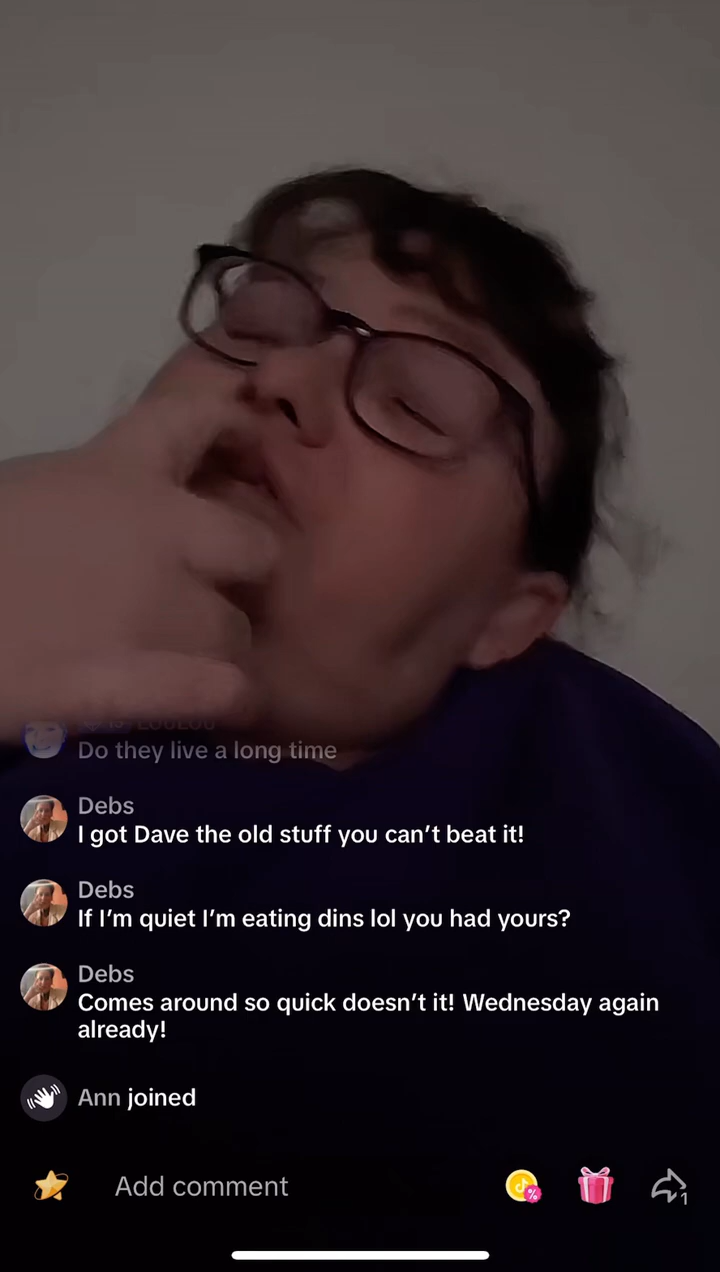 Do they live a long time
Debs
I got Dave the old stuff you can't beat it!
Debs
If I'm quiet I'm eating dins lol you had yours?
Debs
Comes around so quick doesn't it! Wednesday again
already!
Ann joined
Add comment
1